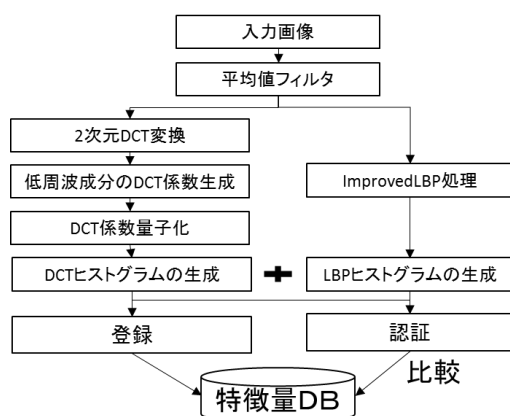 入力画像
平均値フィルタ
2次元DCT変換
低周波成分のDCT係数生成
ImprovedLBP処理
DCT係数量子化
DCTヒストグラムの生成
+
LBPヒストグラムの生成
登録
認証
比較
特徴量DB